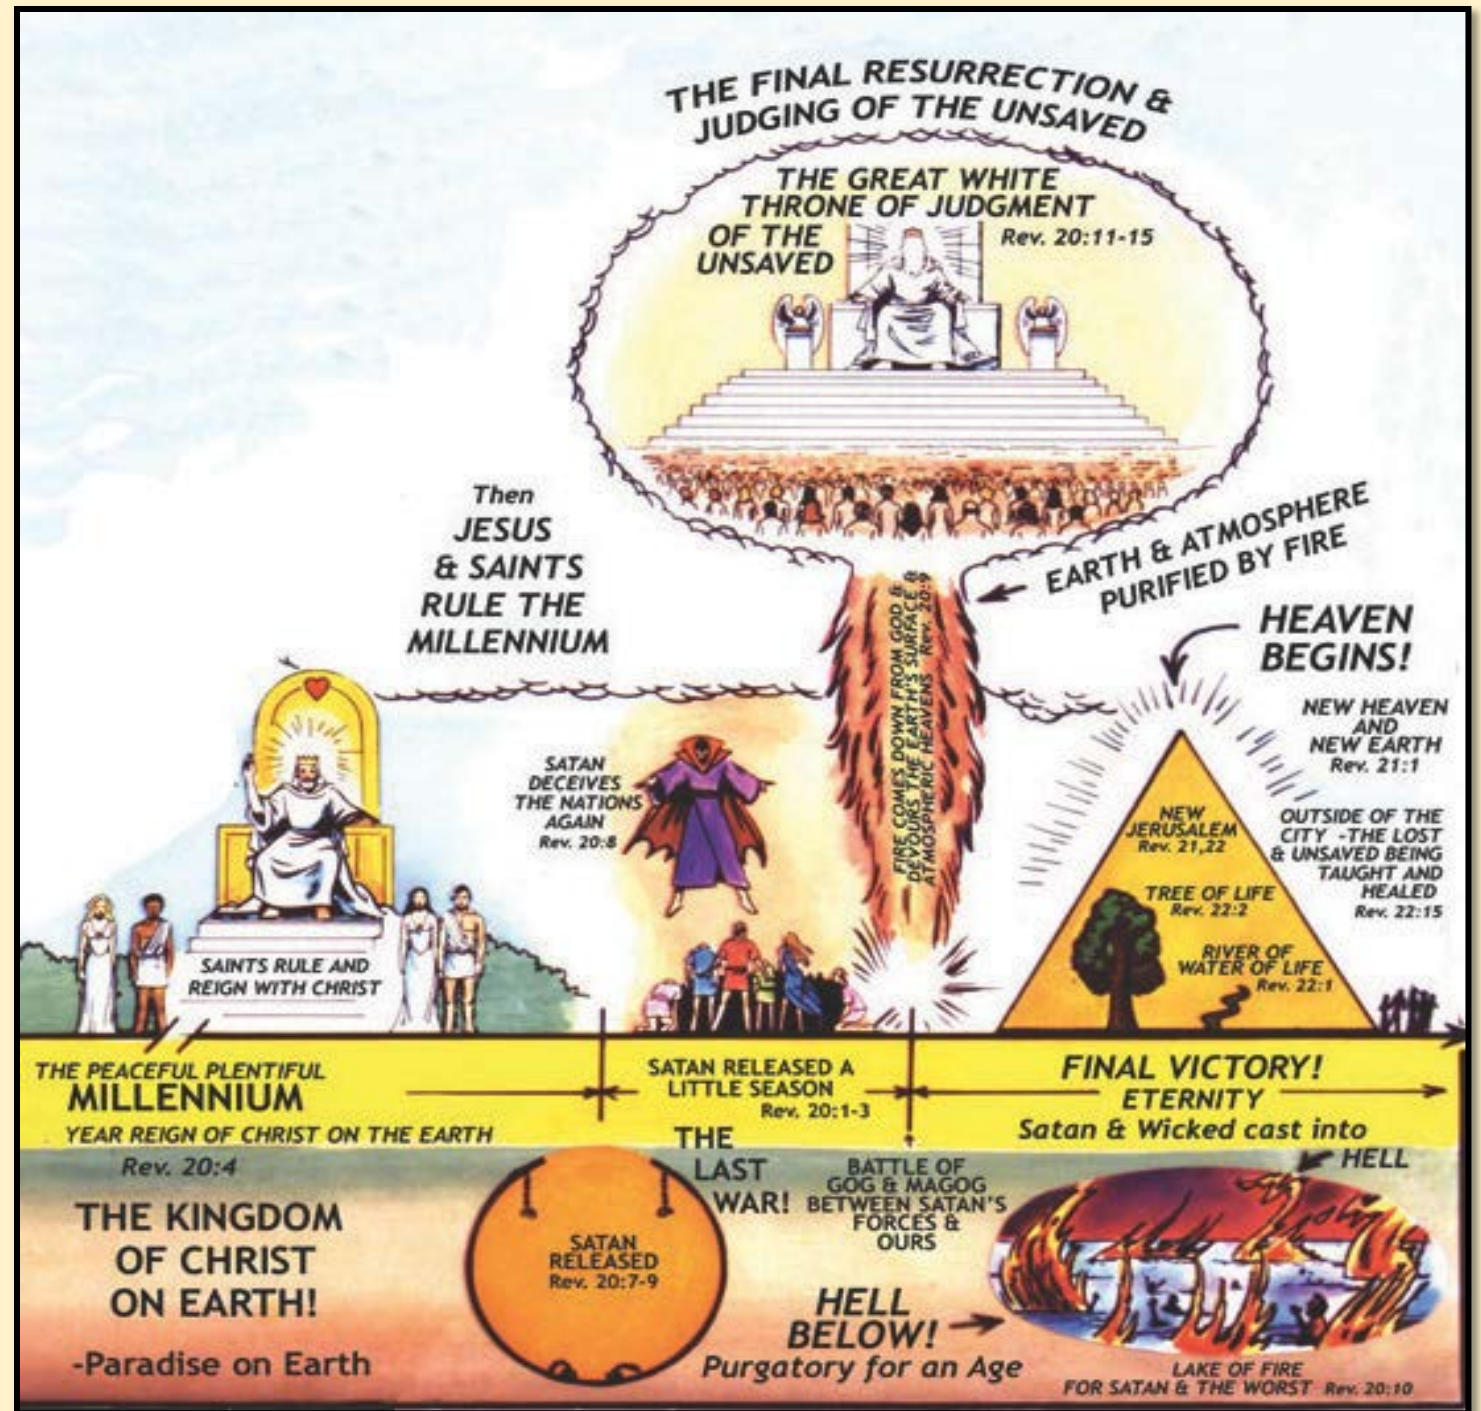 THE FINAL RESURRECTION &
JUDGING OF THE UNSAVED
THE GREAT WHITE
THRONE OF JUDGMENT
OF THE
UNSAVED
Rev. 20:11-15
Then
JESUS
& SAINTS
RULE THE
MILLENNIUM
EARTH & ATMOSPHERE
PURIFIED BY FIRE
HEAVEN
BEGINS!
FIRE COMES DOWN FROM GOD &
DEVOURS THE EARTH'S SURFACE &
ATMOSPHERIC HEAVENS Rev. 20:9
NEW HEAVEN
AND
NEW EARTH
Rev. 21:1
SATAN
DECEIVES
THE NATIONS
AGAIN
Rev. 20:8
NEW
JERUSALEM
Rev. 21,22
TREE OF LIFE
Rev. 22:2
RIVER OF
WATER OF LIFE
Rev. 22:1
OUTSIDE OF THE
CITY -THE LOST
& UNSAVED BEING
TAUGHT AND
HEALED
Rev. 22:15
SAINTS RULE AND
REIGN WITH CHRIST
THE PEACEFUL PLENTIFUL
MILLENNIUM
YEAR REIGN OF CHRIST ON THE EARTH
Rev. 20:4
SATAN RELEASED A
LITTLE SEASON
Rev. 20:1-3
FINAL VICTORY!
ETERNITY
Satan & Wicked cast into
HELL
THE KINGDOM
OF CHRIST
ON EARTH!
-Paradise on Earth
SATAN
RELEASED
Rev. 20:7-9
THE
LAST
WAR!
BATTLE OF
GOG & MAGOG
BETWEEN SATAN'S
FORCES &
OURS
HELL
BELOW!
Purgatory for an Age
LAKE OF FIRE
FOR SATAN & THE WORST Rev. 20:10